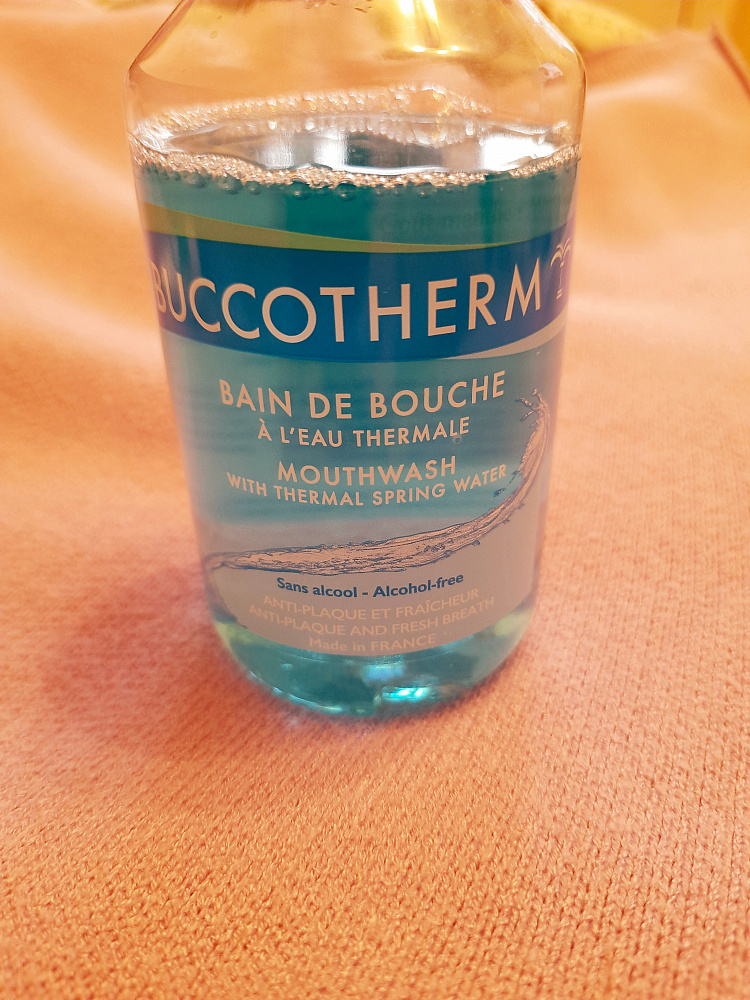 BUCCOTHERM
BAIN DE BOUCHE
À L'EAU THERMALE
MOUTHWASH
WITH THERMAL SPRING WATER
Sans alcool - Alcohol-free
ANTI-PLAQUE ET FRAÎCHEUR
ANTI-PLAQUE AND FRESH BREATH
Made in FRANCE